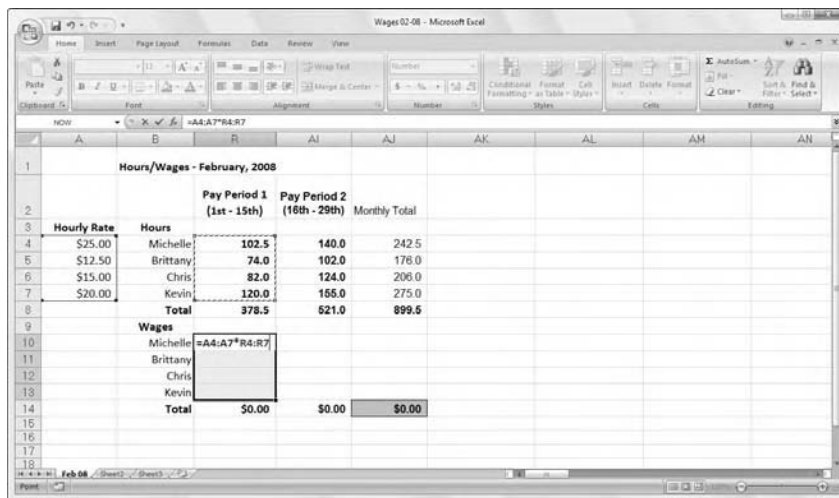 Wages 02-08 - Microsoft Excel
Home Insert Page Layout Formulas Data Review View
Paste
Clipboard
Font
Wrap Text
Merge & Center
Alignment
Number
Number
Conditional Formatting
Format as Table
Cell Styles
Styles
Insert Delete Format
Cells
Σ AutoSum
Fill
Clear
Sort & Filter
Find & Select
Editing
NOW =A4:A7*R4:R7
A B R AI AJ AK AL AM AN
1 Hours/Wages - February, 2008
2 Pay Period 1 (1st - 15th) Pay Period 2 (16th - 29th) Monthly Total
3 Hourly Rate Hours
4 $25.00 Michelle 102.5 140.0 242.5
5 $12.50 Brittany 74.0 102.0 176.0
6 $15.00 Chris 82.0 124.0 206.0
7 $20.00 Kevin 120.0 155.0 275.0
8 Total 378.5 521.0 899.5
9 Wages
10 Michelle =A4:A7*R4:R7
11 Brittany
12 Chris
13 Kevin
14 Total $0.00 $0.00 $0.00
15
16
17
18
Feb 08 Sheet2 Sheet3
Point